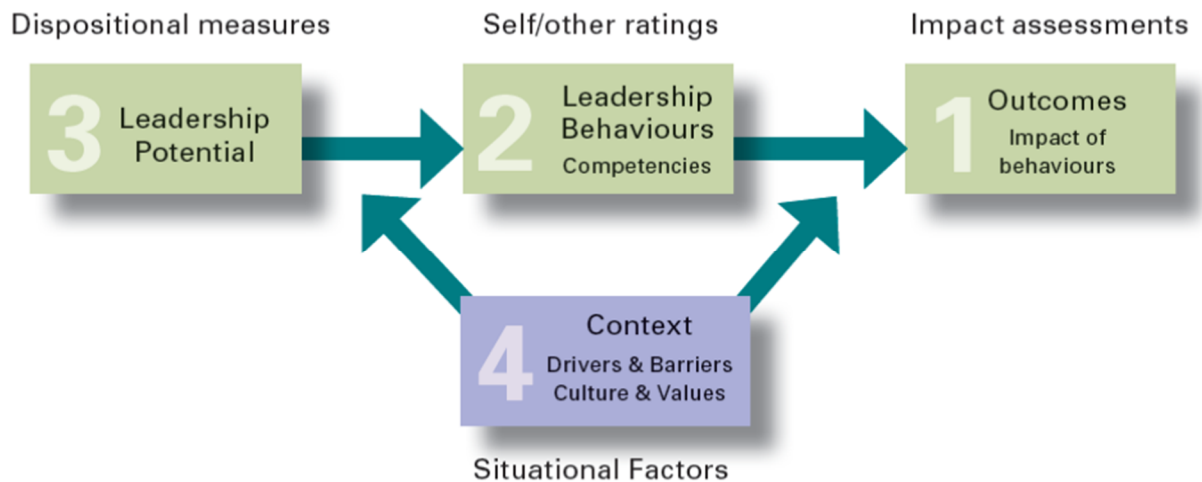 Dispositional measures
Self/other ratings
Impact assessments
3
Leadership
Potential
2
Leadership
Behaviours
Competencies
1
Outcomes
Impact of
behaviours
4
Context
Drivers & Barriers
Culture & Values
Situational Factors